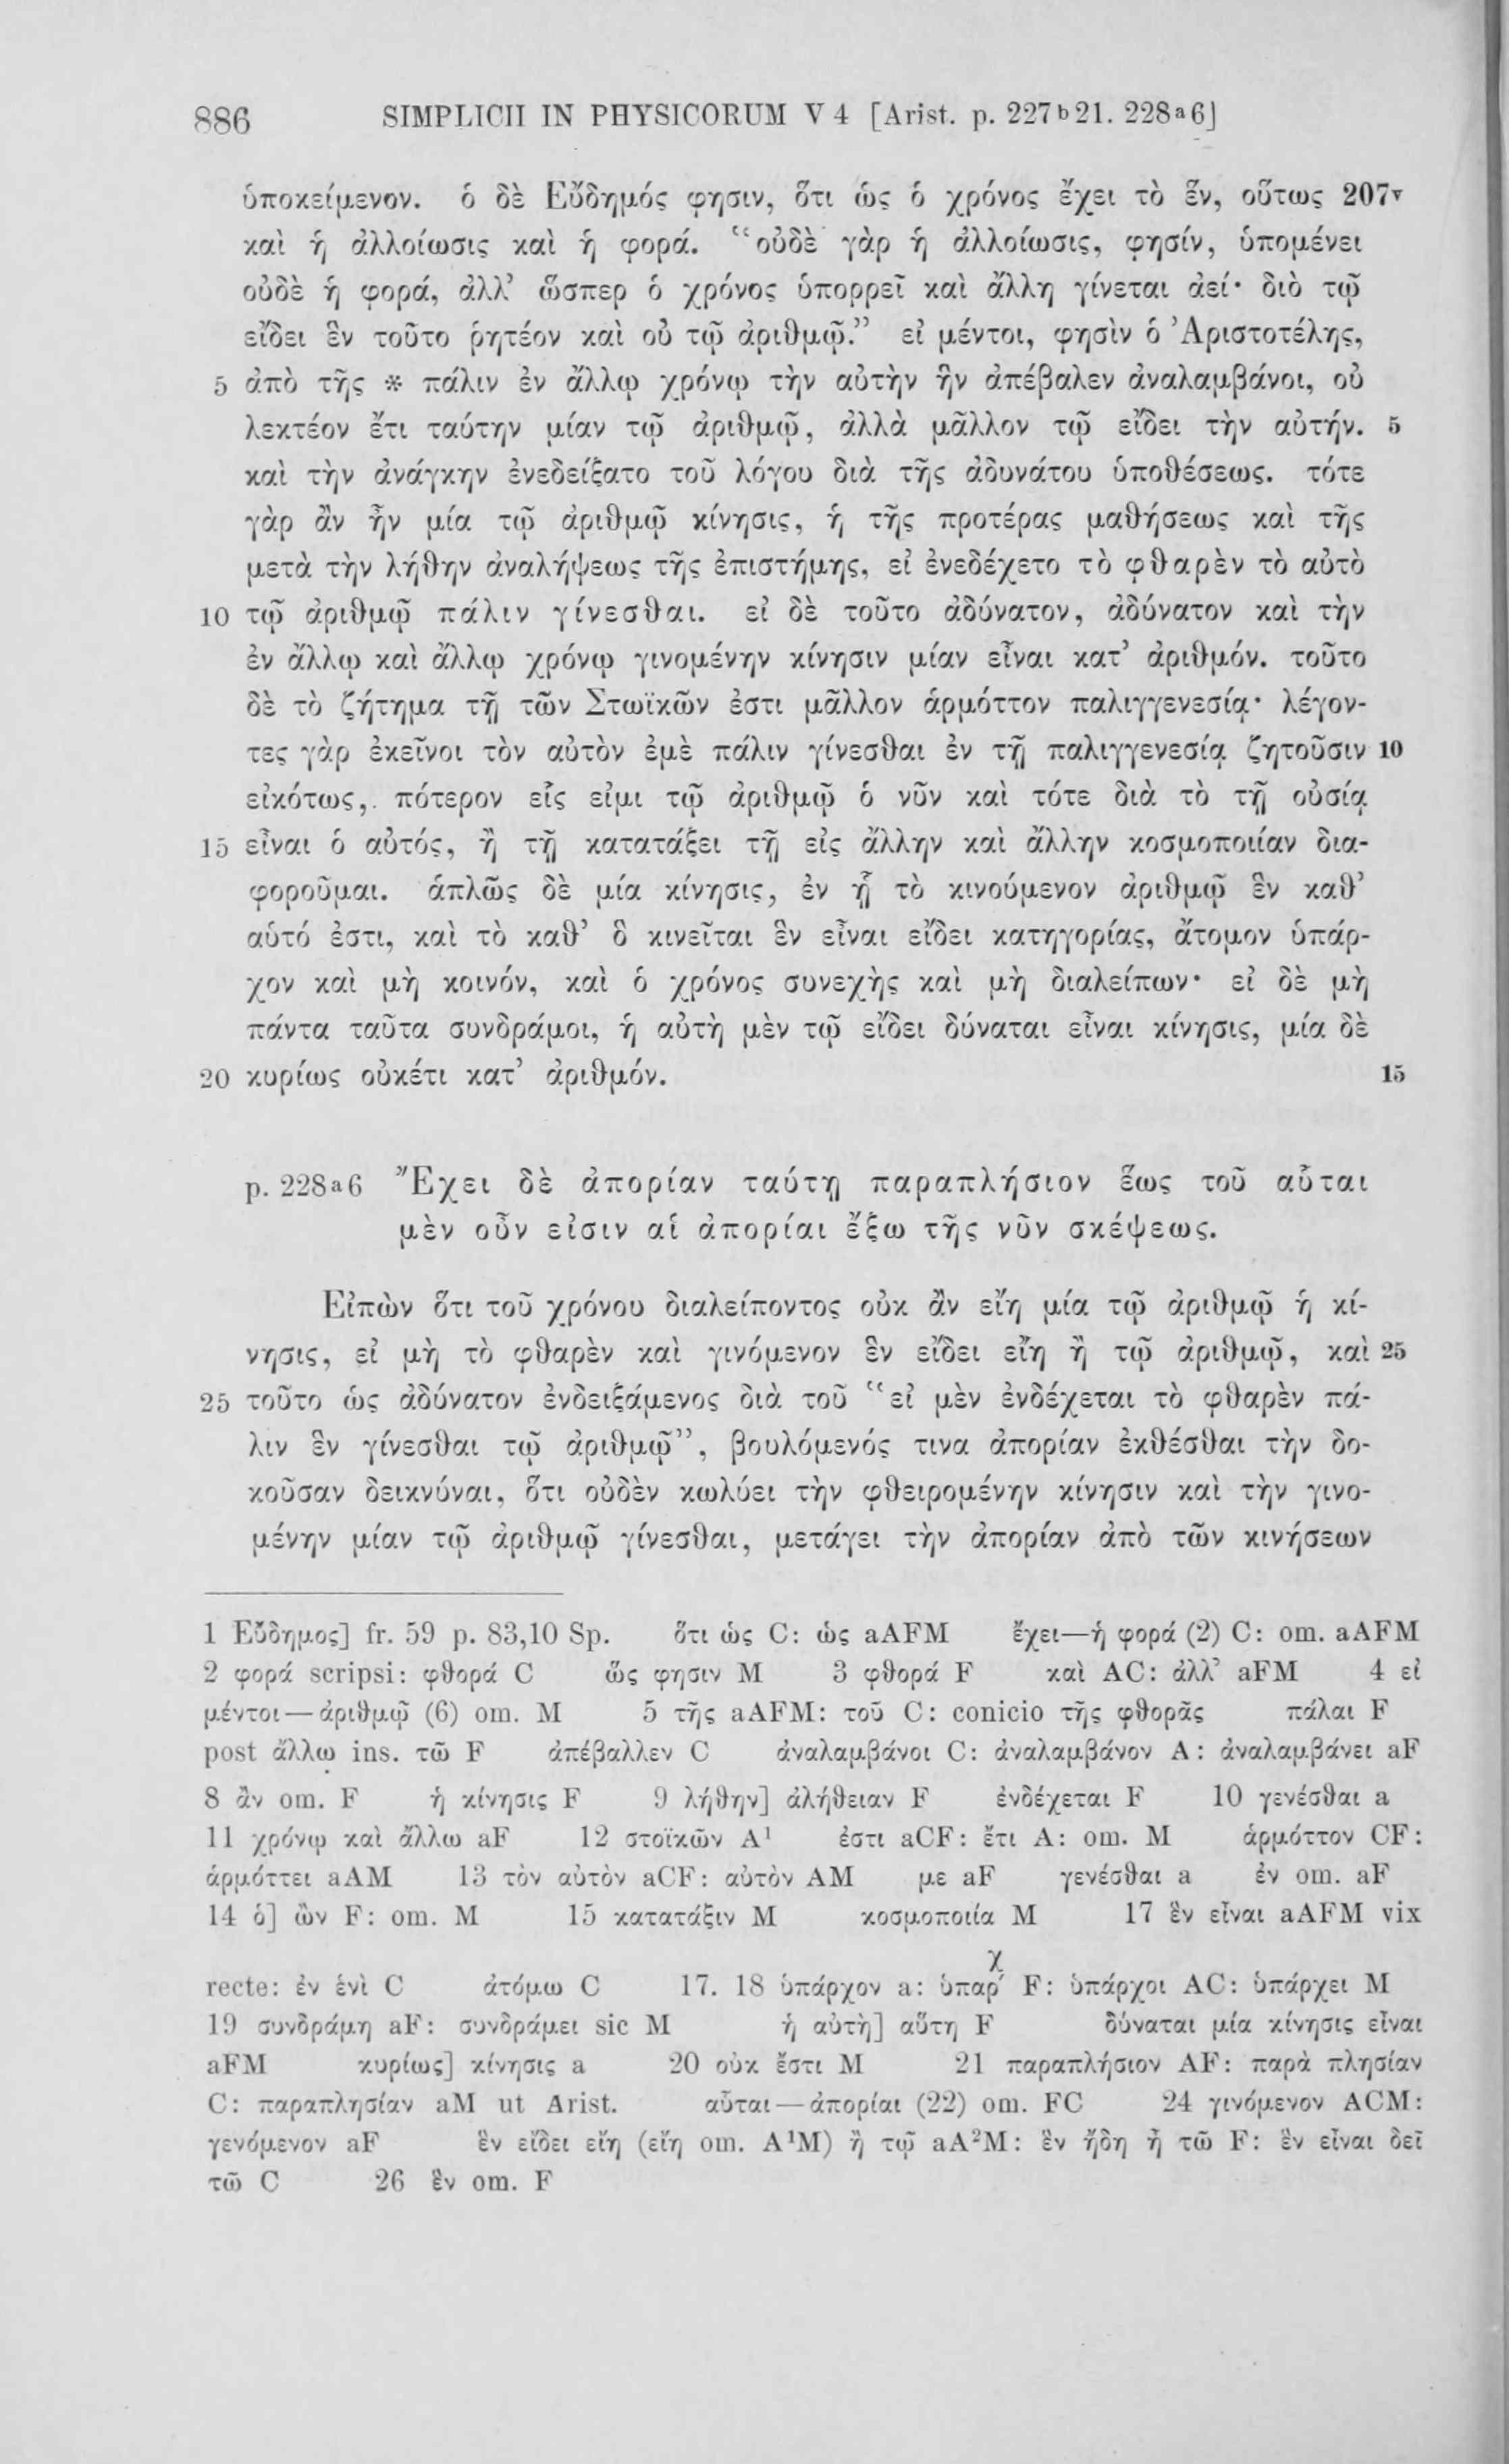 886 SIMPLICII IN PHYSICORUM V 4 [Arist. p. 227b21. 228a6]
ὑποκείμενον. ὁ δὲ Εὔδημός φησιν, ὅτι ὡς ὁ χρόνος ἔχει τὸ ἕν, οὕτως 207v
καὶ ἡ ἀλλοίωσις καὶ ἡ φορά. “οὐδὲ γὰρ ἡ ἀλλοίωσις, φησίν, ὑπομένει
οὐδὲ ἡ φορά, ἀλλ’ ὥσπερ ὁ χρόνος ὑπορρεῖ καὶ ἄλλη γίνεται ἀεί· διὸ τῷ
εἴδει ἓν τοῦτο ῥητέον καὶ οὐ τῷ ἀριθμῷ.” εἰ μέντοι, φησὶν ὁ Ἀριστοτέλης,
5 ἀπὸ τῆς * πάλιν ἐν ἄλλῳ χρόνῳ τὴν αὐτὴν ἣν ἀπέβαλεν ἀναλαμβάνοι, οὐ
λεκτέον ἔτι ταύτην μίαν τῷ ἀριθμῷ, ἀλλὰ μᾶλλον τῷ εἴδει τὴν αὐτήν. 5
καὶ τὴν ἀνάγκην ἐνεδείξατο τοῦ λόγου διὰ τῆς ἀδυνάτου ὑποθέσεως. τότε
γὰρ ἂν ἦν μία τῷ ἀριθμῷ κίνησις, ἡ τῆς προτέρας μαθήσεως καὶ τῆς
μετὰ τὴν λήθην ἀναλήψεως τῆς ἐπιστήμης, εἰ ἐνεδέχετο τὸ φθαρὲν τὸ αὐτὸ
10 τῷ ἀριθμῷ πάλιν γίνεσθαι. εἰ δὲ τοῦτο ἀδύνατον, ἀδύνατον καὶ τὴν
ἐν ἄλλῳ καὶ ἄλλῳ χρόνῳ γινομένην κίνησιν μίαν εἶναι κατ’ ἀριθμόν. τοῦτο
δὲ τὸ ζήτημα τῇ τῶν Στωϊκῶν ἐστι μᾶλλον ἁρμόττον παλιγγενεσίᾳ· λέγον-
τες γὰρ ἐκεῖνοι τὸν αὐτὸν ἐμὲ πάλιν γίνεσθαι ἐν τῇ παλιγγενεσίᾳ ζητοῦσιν 10
εἰκότως, πότερον εἷς εἰμι τῷ ἀριθμῷ ὁ νῦν καὶ τότε διὰ τὸ τῇ οὐσίᾳ
15 εἶναι ὁ αὐτός, ἢ τῇ κατατάξει τῇ εἰς ἄλλην καὶ ἄλλην κοσμοποιίαν δια-
φοροῦμαι. ἁπλῶς δὲ μία κίνησις, ἐν ᾗ τὸ κινούμενον ἀριθμῷ ἓν καθ’
αὑτό ἐστι, καὶ τὸ καθ’ ὃ κινεῖται ἓν εἶναι εἴδει κατηγορίας, ἄτομον ὑπάρ-
χον καὶ μὴ κοινόν, καὶ ὁ χρόνος συνεχὴς καὶ μὴ διαλείπων· εἰ δὲ μὴ
πάντα ταῦτα συνδράμοι, ἡ αὐτὴ μὲν τῷ εἴδει δύναται εἶναι κίνησις, μία δὲ
20 κυρίως οὐκέτι κατ’ ἀριθμόν. 15
p. 228a6 Ἔχει δὲ ἀπορίαν ταύτῃ παραπλήσιον ἕως τοῦ αὗται
μὲν οὖν εἰσιν αἱ ἀπορίαι ἔξω τῆς νῦν σκέψεως.
Εἰπὼν ὅτι τοῦ χρόνου διαλείποντος οὐκ ἂν εἴη μία τῷ ἀριθμῷ ἡ κί-
νησις, εἰ μὴ τὸ φθαρὲν καὶ γινόμενον ἓν εἴδει εἴη ἢ τῷ ἀριθμῷ, καὶ 25
25 τοῦτο ὡς ἀδύνατον ἐνδειξάμενος διὰ τοῦ “εἰ μὲν ἐνδέχεται τὸ φθαρὲν πά-
λιν ἓν γίνεσθαι τῷ ἀριθμῷ”, βουλόμενός τινα ἀπορίαν ἐκθέσθαι τὴν δο-
κοῦσαν δεικνύναι, ὅτι οὐδὲν κωλύει τὴν φθειρομένην κίνησιν καὶ τὴν γινο-
μένην μίαν τῷ ἀριθμῷ γίνεσθαι, μετάγει τὴν ἀπορίαν ἀπὸ τῶν κινήσεων
1 Εὔδημος] fr. 59 p. 83,10 Sp. ὅτι ὡς C: ὡς aAFM ἔχει—ἡ φορά (2) C: om. aAFM
2 φορά scripsi: φθορά C ὥς φησιν M 3 φθορά F καὶ AC: ἀλλ’ aFM 4 εἰ
μέντοι—ἀριθμῷ (6) om. M 5 τῆς aAFM: τοῦ C: conicio τῆς φθορᾶς πάλαι F
post ἄλλω ins. τῶ F ἀπέβαλλεν C ἀναλαμβάνοι C: ἀναλαμβάνον A: ἀναλαμβάνει aF
8 ἂν om. F ἡ κίνησις F 9 λήθην] ἀλήθειαν F ἐνδέχεται F 10 γενέσθαι a
11 χρόνῳ καὶ ἄλλω aF 12 στοϊκῶν A¹ ἐστι aCF: ἔτι A: om. M ἁρμόττον CF:
ἁρμόττει aAM 13 τὸν αὐτὸν aCF: αὐτὸν AM με aF γενέσθαι a ἐν om. aF
14 ὁ] ὢν F: om. M 15 κατατάξιν M κοσμοποιία M 17 ἓν εἶναι aAFM vix
recte: ἐν ἑνὶ C ἀτόμω C 17. 18 ὑπάρχον a: ὑπαρχ́ F: ὑπάρχοι AC: ὑπάρχει M
19 συνδράμη aF: συνδράμει sic M ἡ αὐτὴ] αὕτη F δύναται μία κίνησις εἶναι
aFM κυρίως] κίνησις a 20 οὐκ ἔστι M 21 παραπλήσιον AF: παρὰ πλησίαν
C: παραπλησίαν aM ut Arist. αὗται—ἀπορίαι (22) om. FC 24 γινόμενον ACM:
γενόμενον aF ἓν εἴδει εἴη (εἴη om. A¹M) ἢ τῷ aA²M: ἓν ἤδη ἦ τῶ F: ἓν εἶναι δεῖ
τῶ C 26 ἓν om. F